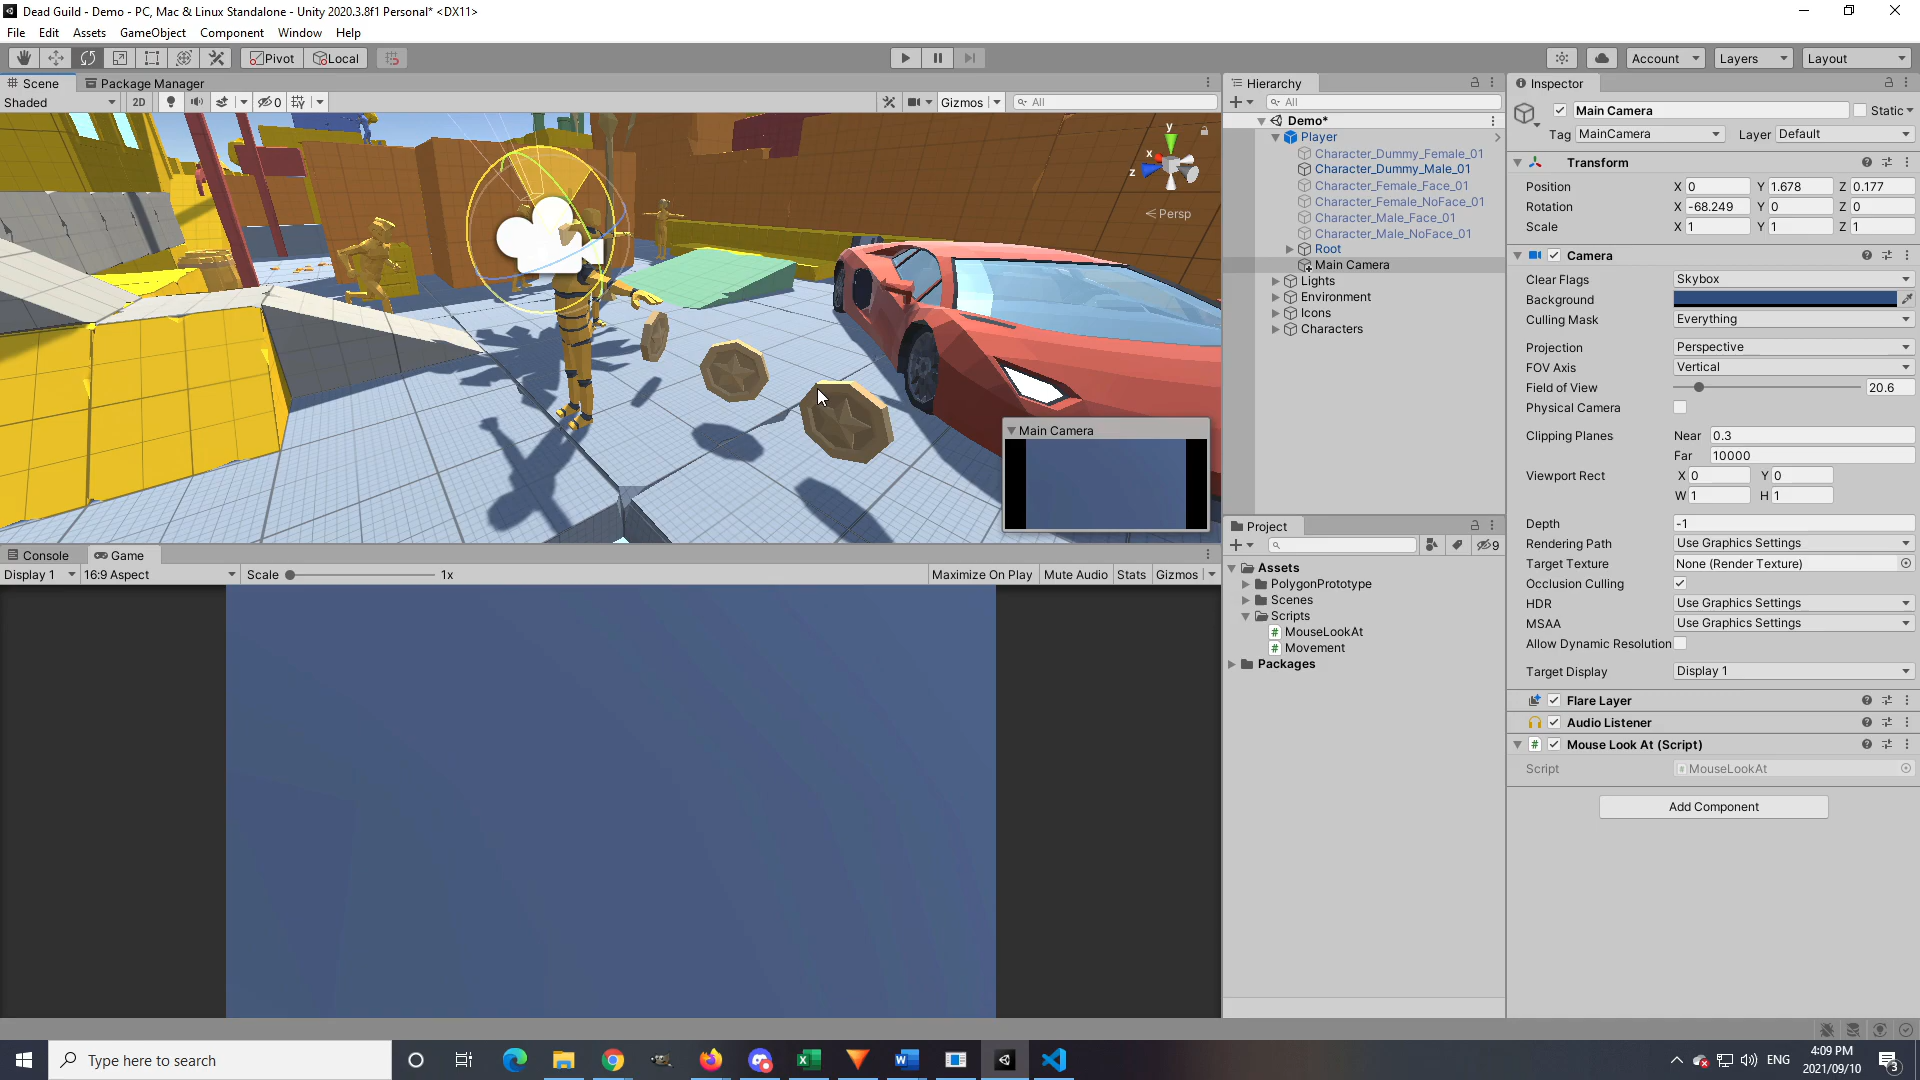 Dead Guild - Demo - PC, Mac & Linux Standalone - Unity 2020.3.8f1 Personal* <DX11>
File Edit Assets GameObject Component Window Help
Pivot Local Account Layers Layout
Scene Package Manager
Shaded 2D 0 Gizmos All
y
x
z
Persp
Main Camera
Console Game
Display 1 16:9 Aspect Scale 1x Maximize On Play Mute Audio Stats Gizmos
Hierarchy
All
Demo*
Player
Character_Dummy_Female_01
Character_Dummy_Male_01
Character_Female_Face_01
Character_Female_NoFace_01
Character_Male_Face_01
Character_Male_NoFace_01
Root
Main Camera
Lights
Environment
Icons
Characters
Project
9
Assets
PolygonPrototype
Scenes
Scripts
MouseLookAt
Movement
Packages
Inspector
Main Camera Static
Tag MainCamera Layer Default
Transform
Position X 0 Y 1.678 Z 0.177
Rotation X -68.249 Y 0 Z 0
Scale X 1 Y 1 Z 1
Camera
Clear Flags Skybox
Background
Culling Mask Everything
Projection Perspective
FOV Axis Vertical
Field of View 20.6
Physical Camera
Clipping Planes Near 0.3
Far 10000
Viewport Rect X 0 Y 0
W 1 H 1
Depth -1
Rendering Path Use Graphics Settings
Target Texture None (Render Texture)
Occlusion Culling
HDR Use Graphics Settings
MSAA Use Graphics Settings
Allow Dynamic Resolution
Target Display Display 1
Flare Layer
Audio Listener
Mouse Look At (Script)
Script MouseLookAt
Add Component
Type here to search
ENG
4:09 PM
2021/09/10
3